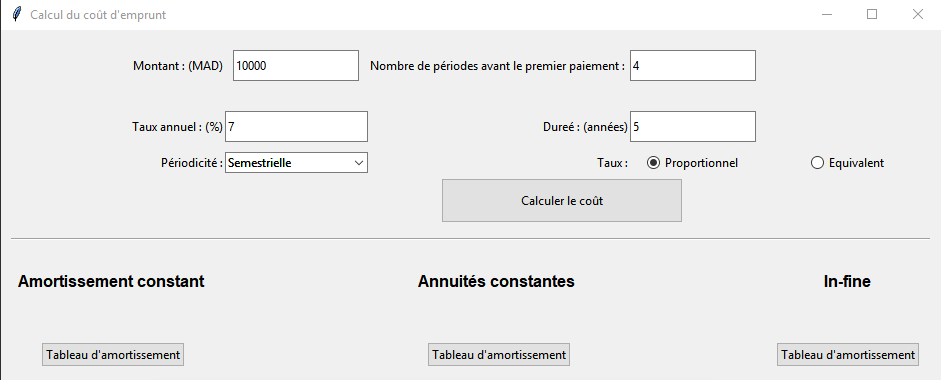 Calcul du coût d'emprunt
Montant : (MAD) 10000 Nombre de périodes avant le premier paiement : 4
Taux annuel : (%) 7 Dureé : (années) 5
Périodicité : Semestrielle Taux : Proportionnel Equivalent
Calculer le coût
Amortissement constant Annuités constantes In-fine
Tableau d'amortissement Tableau d'amortissement Tableau d'amortissement